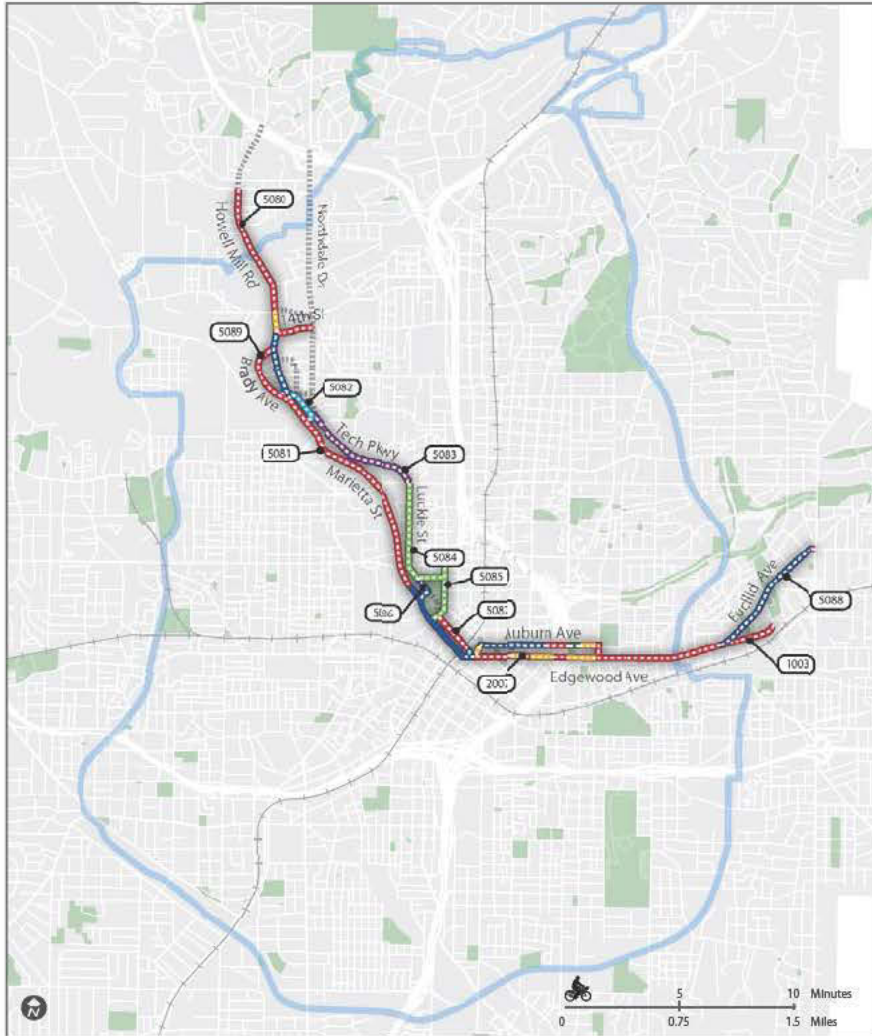 5080
Howell Mill Rd
Northside Dr
14th St
5089
Brady Ave
5082
Tech Pkwy
5083
5081
Marietta St
Luckie St
5084
5085
Auburn Ave
Euclid Ave
5088
1003
Edgewood Ave
N
5 10 Minutes
0 0.75 1.5 Miles